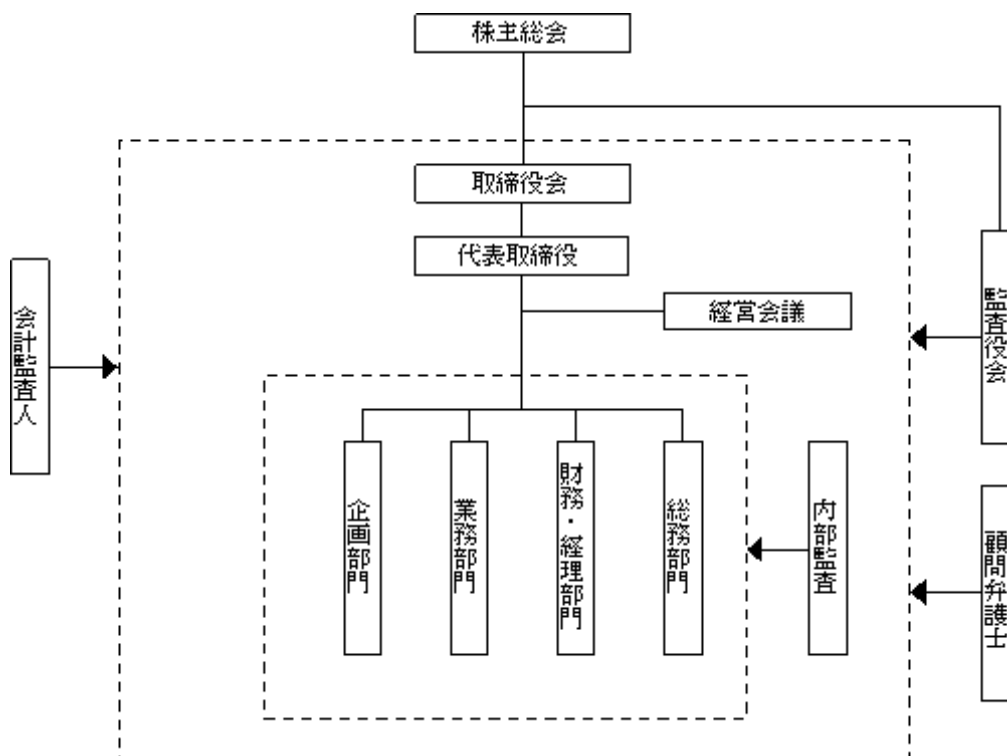 株主総会
取締役会
代表取締役
経営会議
会計監査人
監査役会
企画部門
業務部門
財務・経理部門
総務部門
内部監査
顧問弁護士